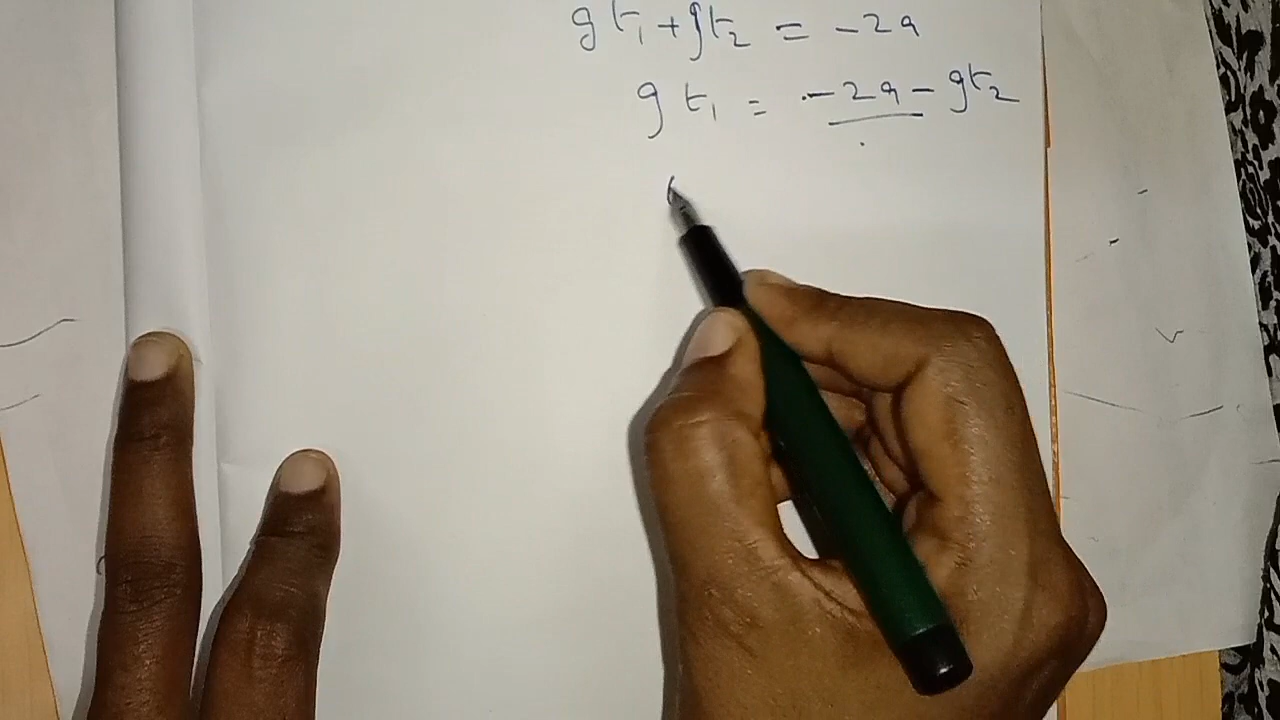 gt₁ + gt₂ = -2a
gt₁ = -2a - gt₂